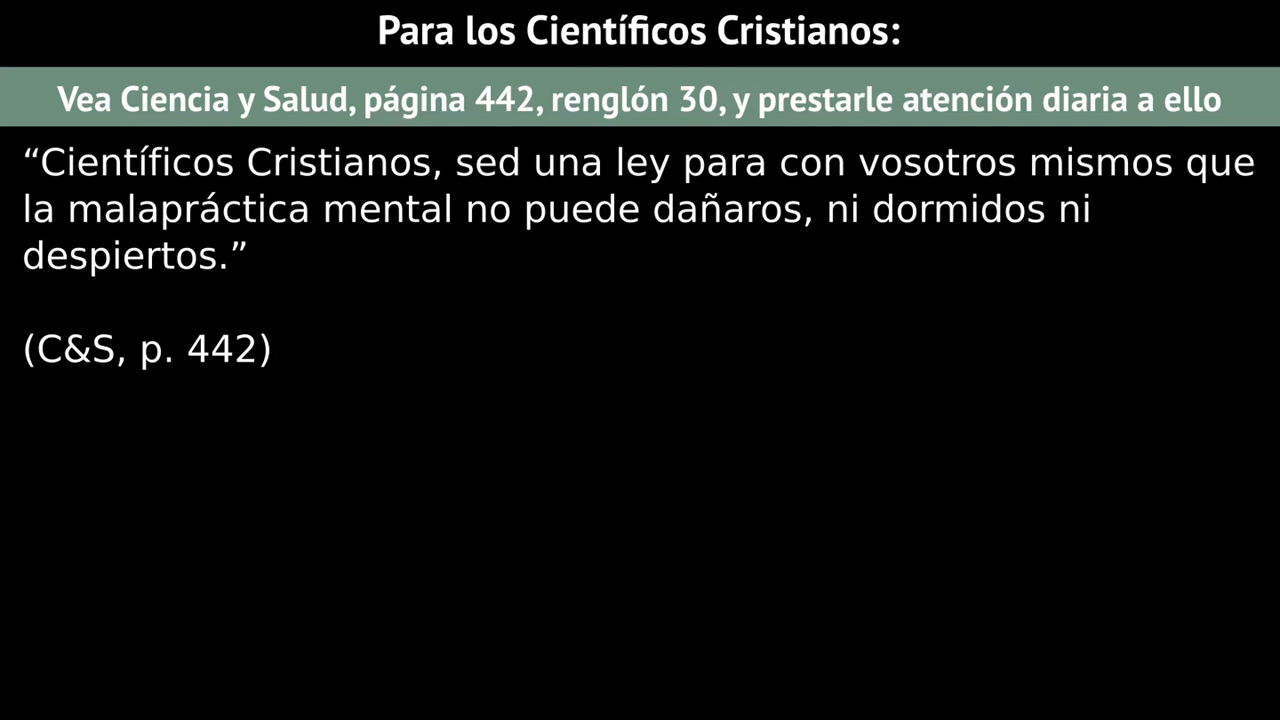 Para los Científicos Cristianos:
Vea Ciencia y Salud, página 442, renglón 30, y prestarle atención diaria a ello
“Científicos Cristianos, sed una ley para con vosotros mismos que
la malapráctica mental no puede dañaros, ni dormidos ni
despiertos.”
(C&S, p. 442)